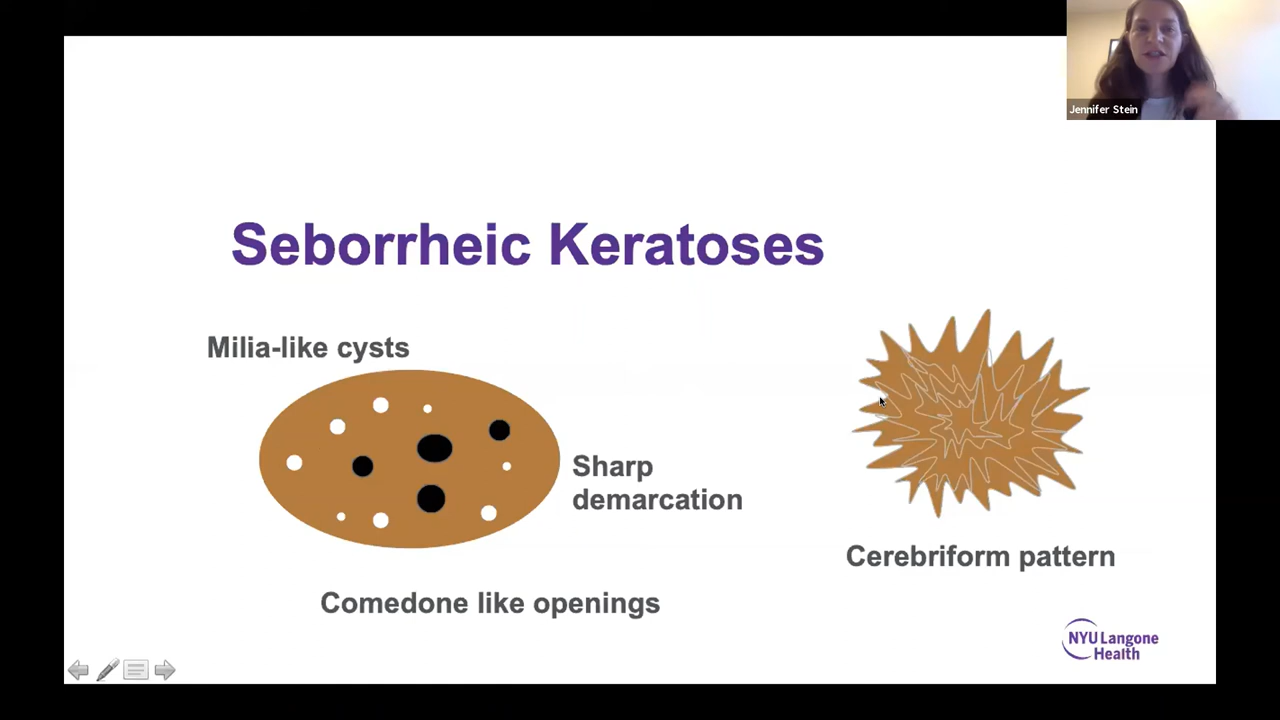 Jennifer Stein
Seborrheic Keratoses
Milia-like cysts
Sharp
demarcation
Cerebriform pattern
Comedone like openings
NYU Langone
Health